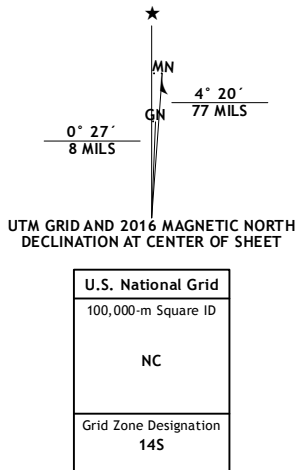 MN
GN
4° 20´
77 MILS
0° 27´
8 MILS
UTM GRID AND 2016 MAGNETIC NORTH
DECLINATION AT CENTER OF SHEET
U.S. National Grid
100,000-m Square ID
NC
Grid Zone Designation
14S